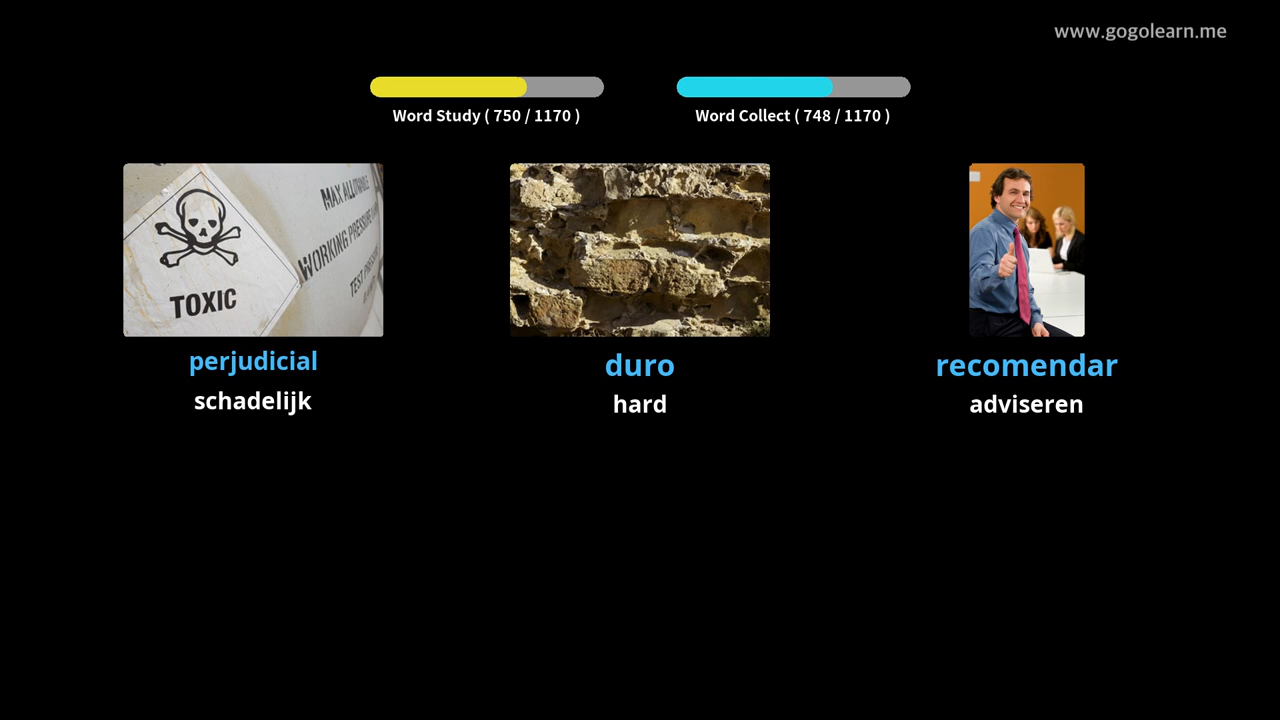 www.gogolearn.me
Word Study ( 750 / 1170 )
Word Collect ( 748 / 1170 )
TOXIC
MAX ALLOWABLE
WORKING PRESSURE
TEST
perjudicial
schadelijk
duro
hard
recomendar
adviseren